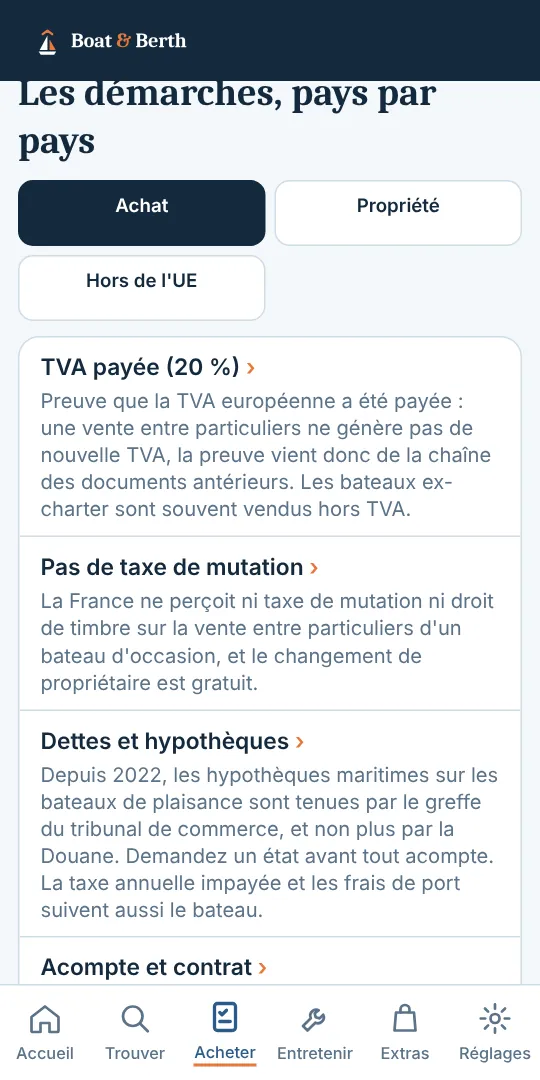 Boat & Berth
Les démarches, pays par
pays
Achat
Propriété
Hors de l'UE
TVA payée (20 %) ›
Preuve que la TVA européenne a été payée :
une vente entre particuliers ne génère pas de
nouvelle TVA, la preuve vient donc de la chaîne
des documents antérieurs. Les bateaux ex-
charter sont souvent vendus hors TVA.
Pas de taxe de mutation ›
La France ne perçoit ni taxe de mutation ni droit
de timbre sur la vente entre particuliers d'un
bateau d'occasion, et le changement de
propriétaire est gratuit.
Dettes et hypothèques ›
Depuis 2022, les hypothèques maritimes sur les
bateaux de plaisance sont tenues par le greffe
du tribunal de commerce, et non plus par la
Douane. Demandez un état avant tout acompte.
La taxe annuelle impayée et les frais de port
suivent aussi le bateau.
Acompte et contrat ›
Accueil
Trouver
Acheter
Entretenir
Extras
Réglages